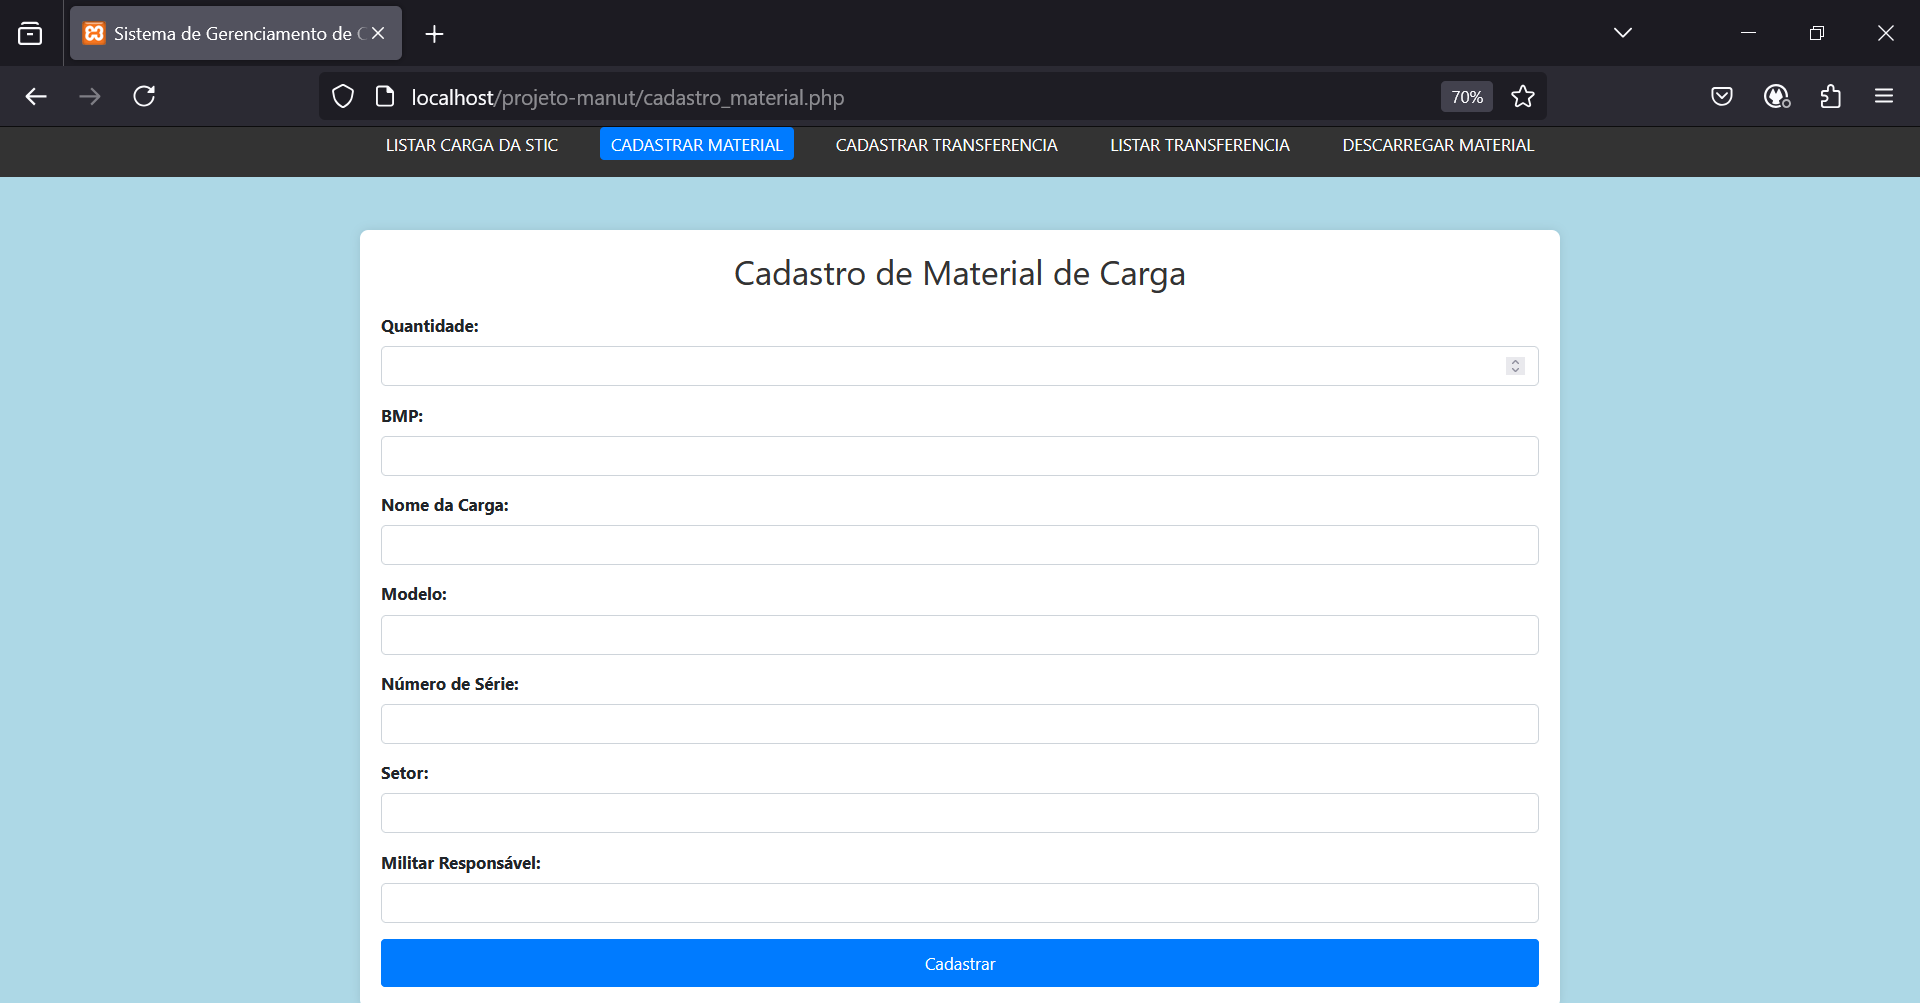 Sistema de Gerenciamento de C
localhost/projeto-manut/cadastro_material.php
70%
LISTAR CARGA DA STIC
CADASTRAR MATERIAL
CADASTRAR TRANSFERENCIA
LISTAR TRANSFERENCIA
DESCARREGAR MATERIAL
Cadastro de Material de Carga
Quantidade:
BMP:
Nome da Carga:
Modelo:
Número de Série:
Setor:
Militar Responsável:
Cadastrar